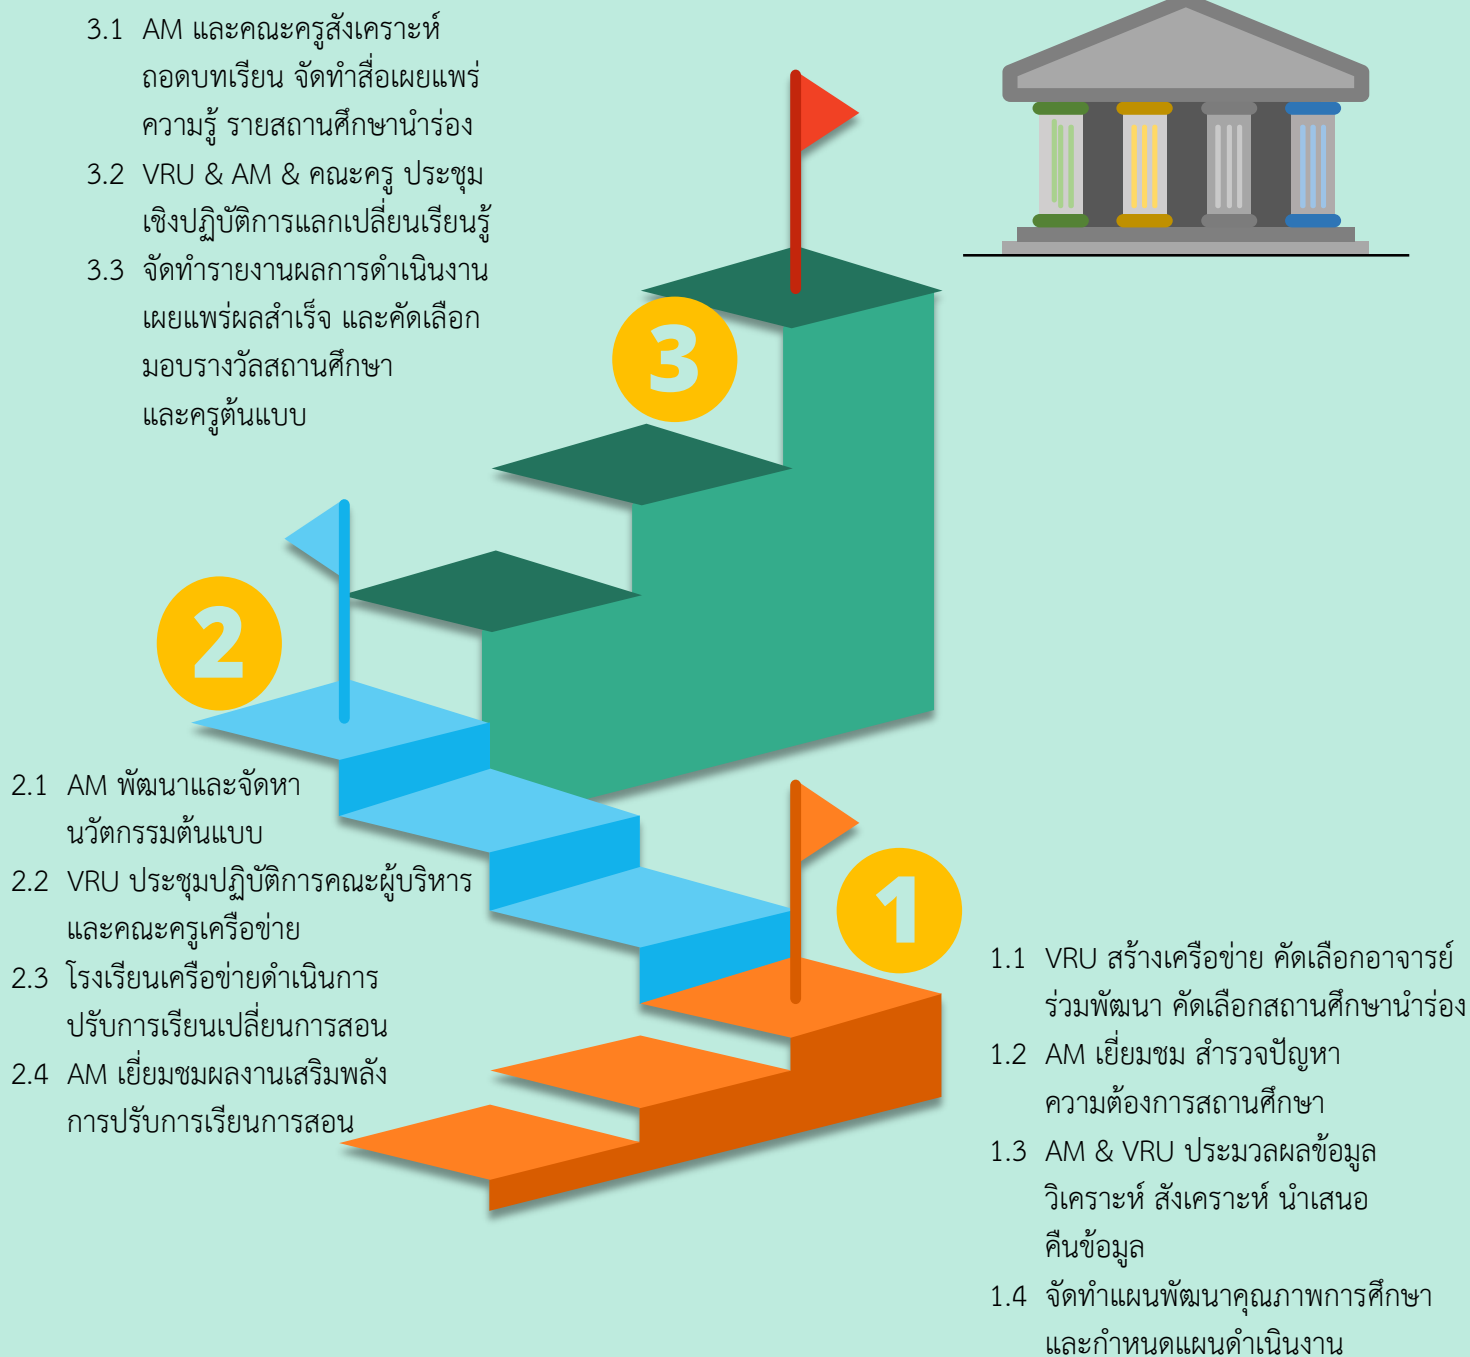 3.1 AM และคณะครูสังเคราะห์
ถอดบทเรียน จัดทำสื่อเผยแพร่
ความรู้ รายสถานศึกษานำร่อง
3.2 VRU & AM & คณะครู ประชุม
เชิงปฏิบัติการแลกเปลี่ยนเรียนรู้
3.3 จัดทำรายงานผลการดำเนินงาน
เผยแพร่ผลสำเร็จ และคัดเลือก
มอบรางวัลสถานศึกษา
และครูต้นแบบ
3
2
2.1 AM พัฒนาและจัดหา
นวัตกรรมต้นแบบ
2.2 VRU ประชุมปฏิบัติการคณะผู้บริหาร
และคณะครูเครือข่าย
2.3 โรงเรียนเครือข่ายดำเนินการ
ปรับการเรียนเปลี่ยนการสอน
2.4 AM เยี่ยมชมผลงานเสริมพลัง
การปรับการเรียนการสอน
1
1.1 VRU สร้างเครือข่าย คัดเลือกอาจารย์
ร่วมพัฒนา คัดเลือกสถานศึกษานำร่อง
1.2 AM เยี่ยมชม สำรวจปัญหา
ความต้องการสถานศึกษา
1.3 AM & VRU ประมวลผลข้อมูล
วิเคราะห์ สังเคราะห์ นำเสนอ
คืนข้อมูล
1.4 จัดทำแผนพัฒนาคุณภาพการศึกษา
และกำหนดแผนดำเนินงาน